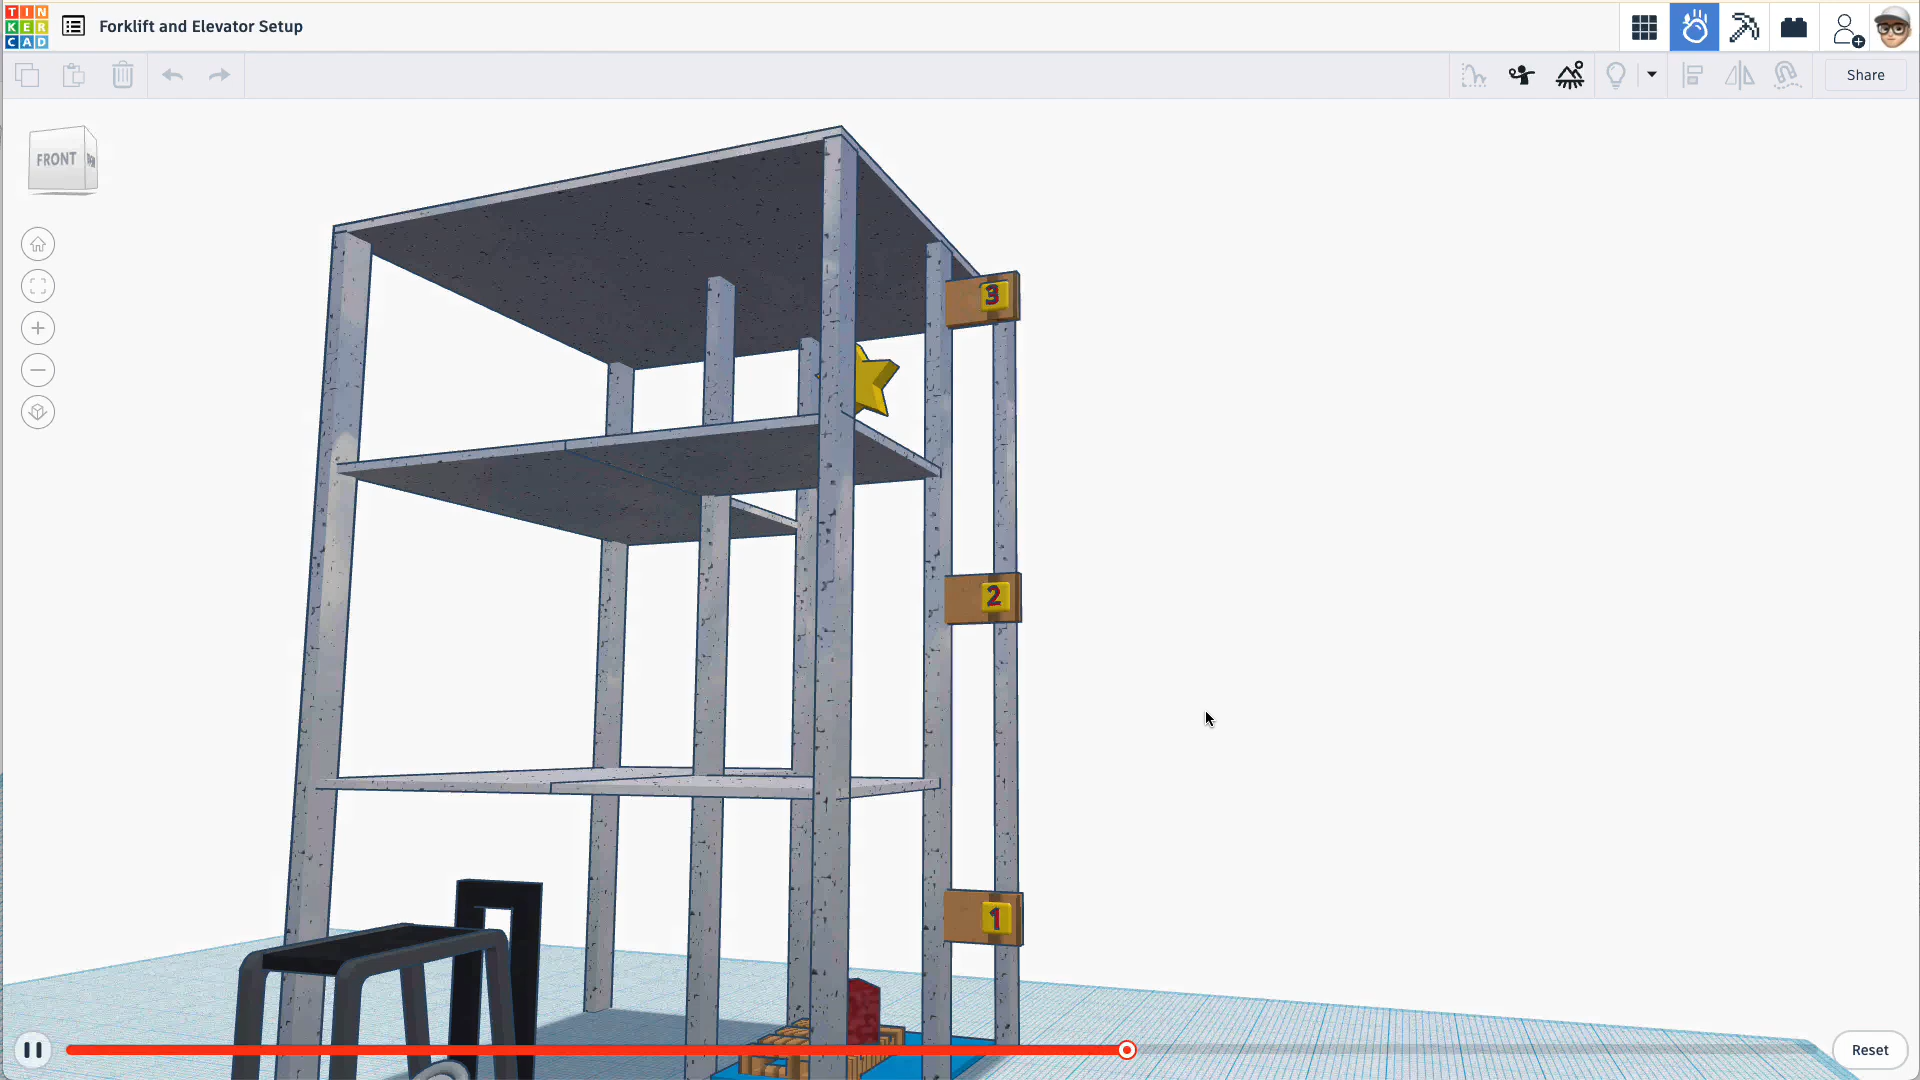 TIN
KER
CAD
Forklift and Elevator Setup
Share
FRONT
3
2
1
Reset